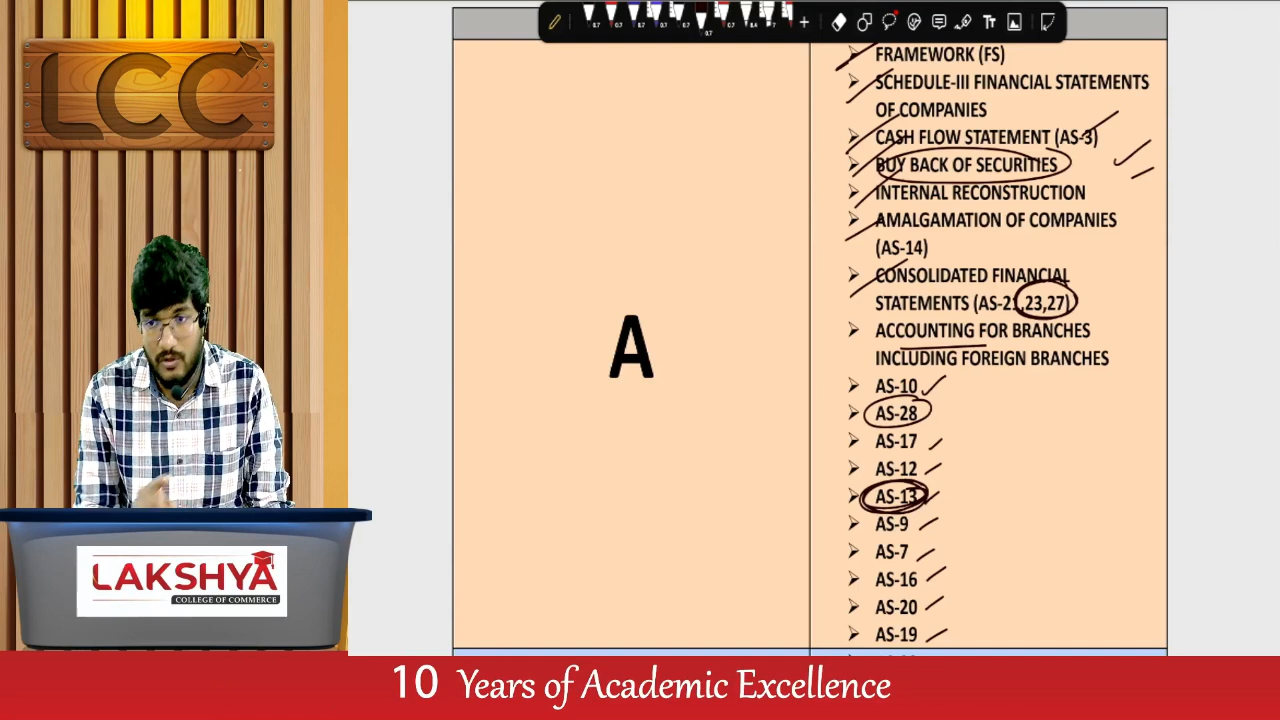 LCC
FRAMEWORK (FS)
SCHEDULE-III FINANCIAL STATEMENTS
OF COMPANIES
CASH FLOW STATEMENT (AS-3)
BUY BACK OF SECURITIES
INTERNAL RECONSTRUCTION
AMALGAMATION OF COMPANIES
(AS-14)
CONSOLIDATED FINANCIAL
STATEMENTS (AS-21,23,27)
ACCOUNTING FOR BRANCHES
INCLUDING FOREIGN BRANCHES
A
AS-10
AS-28
AS-17
AS-12
AS-13
AS-9
AS-7
AS-16
AS-20
AS-19
LAKSHYA
COLLEGE OF COMMERCE
10 Years of Academic Excellence